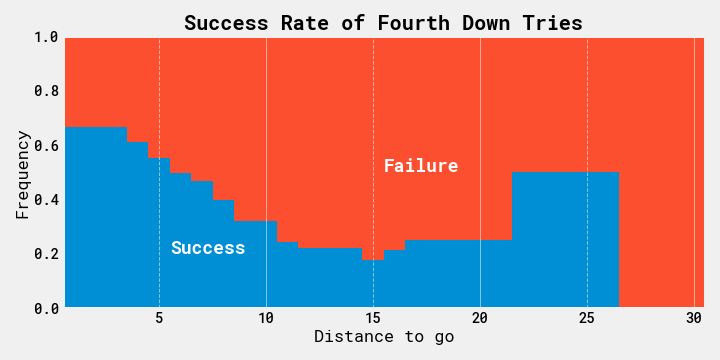 Success Rate of Fourth Down Tries
1.0
0.8
0.6
0.4
0.2
0.0
Frequency
Failure
Success
5 10 15 20 25 30
Distance to go